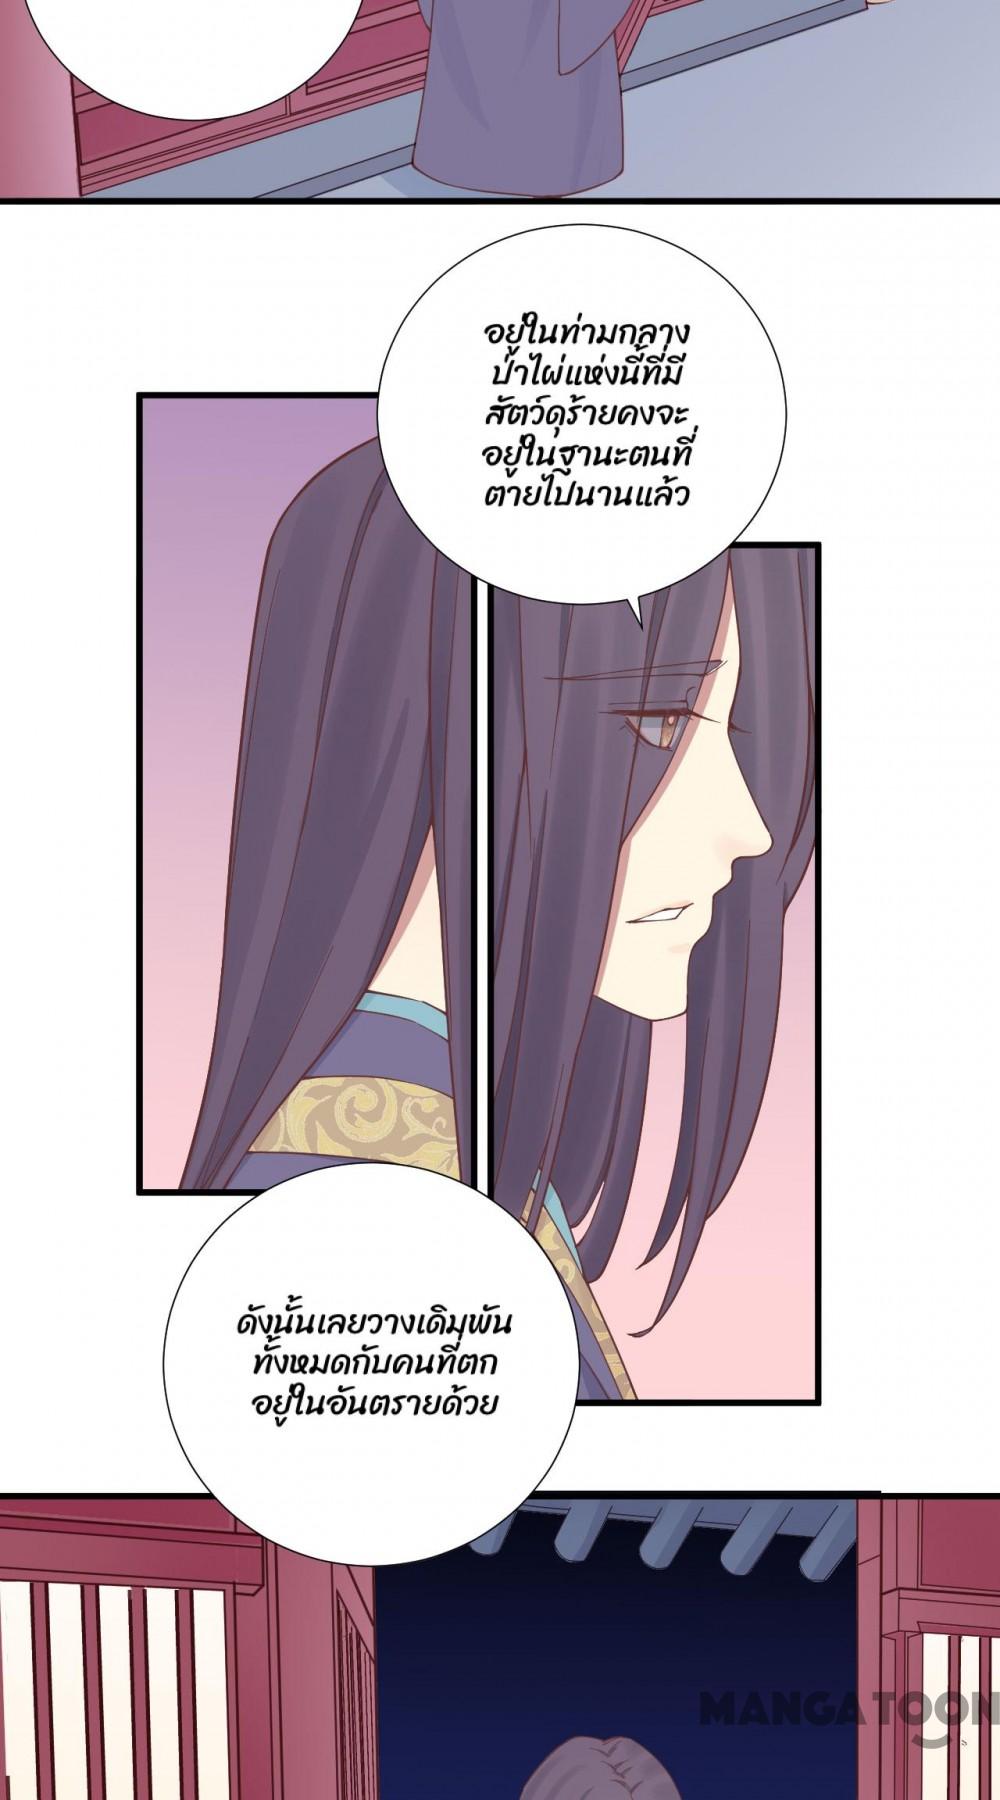 อยู่ในท่ามกลาง
ป่าไผ่แห่งนี้ที่มี
สัตว์ดุร้ายคงจะ
อยู่ในฐานะตนที่
ตายไปนานแล้ว
ดังนั้นเลยวางเดิมพัน
ทั้งหมดกับคนที่ตก
อยู่ในอันตรายด้วย
MANGATOON